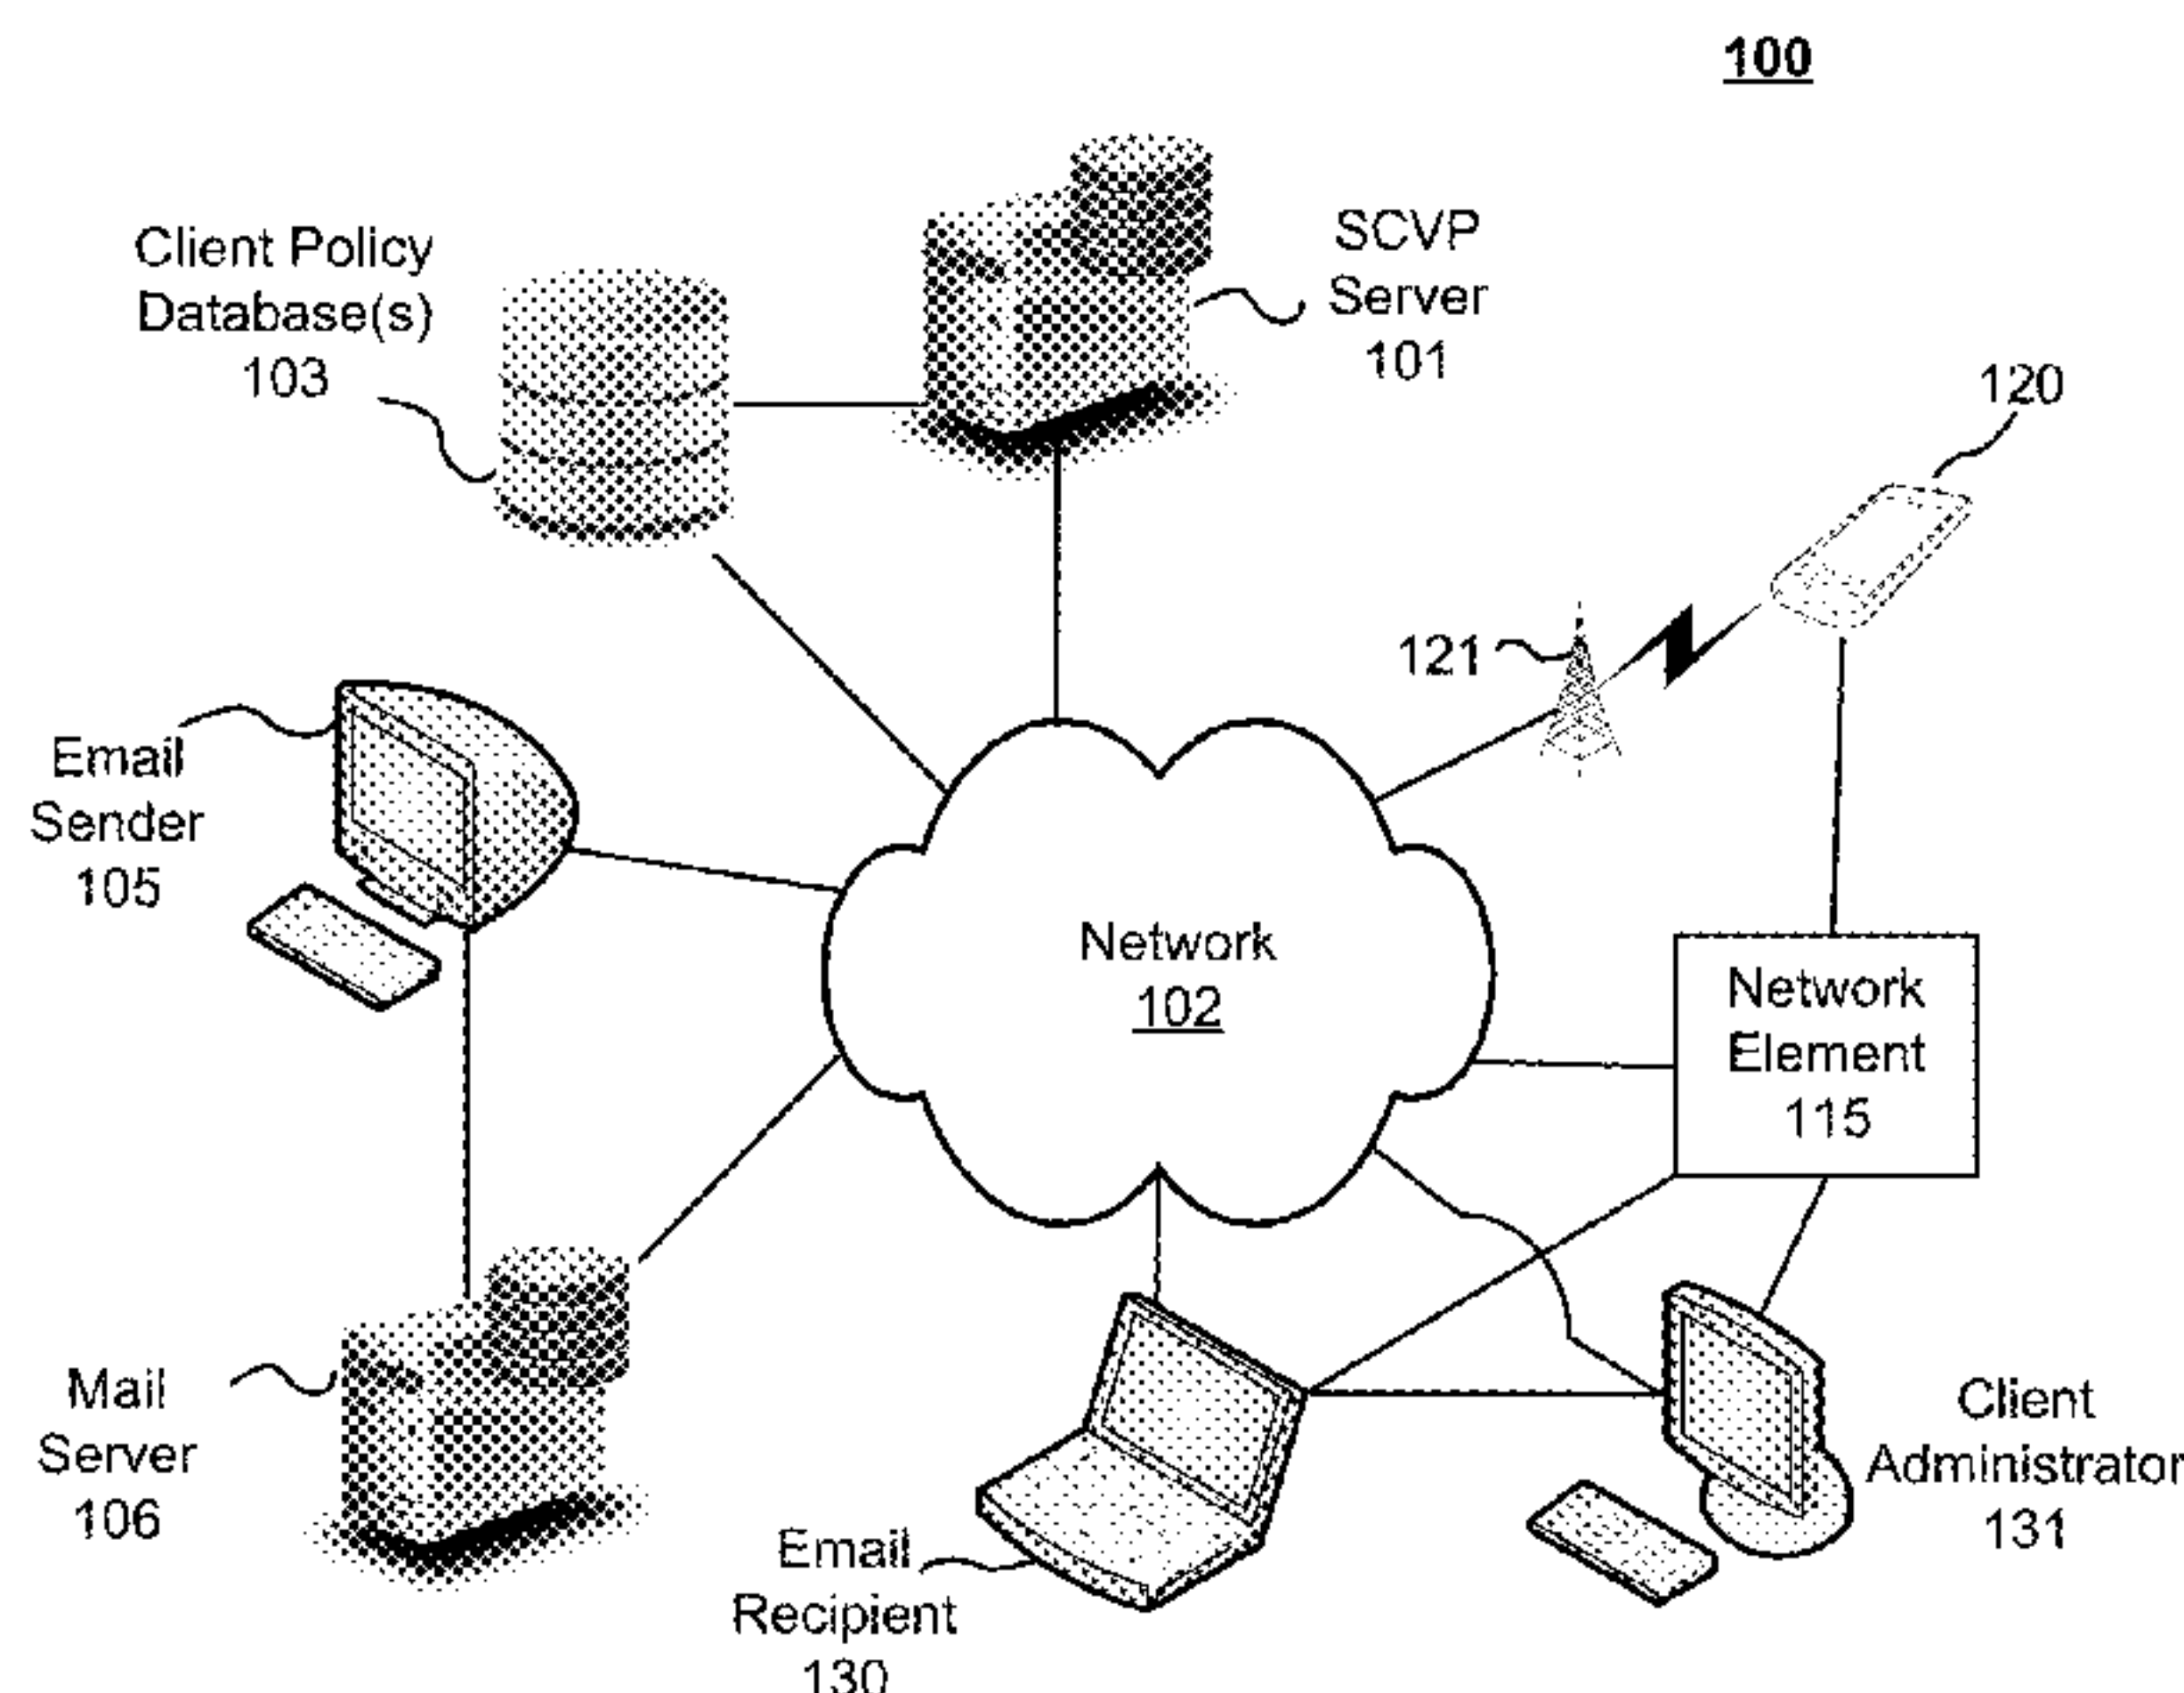 100
Client Policy
Database(s)
103
SCVP
Server
101
120
121
Email
Sender
105
Network
102
Network
Element
115
Mail
Server
106
Email
Recipient
130
Client
Administrator
131